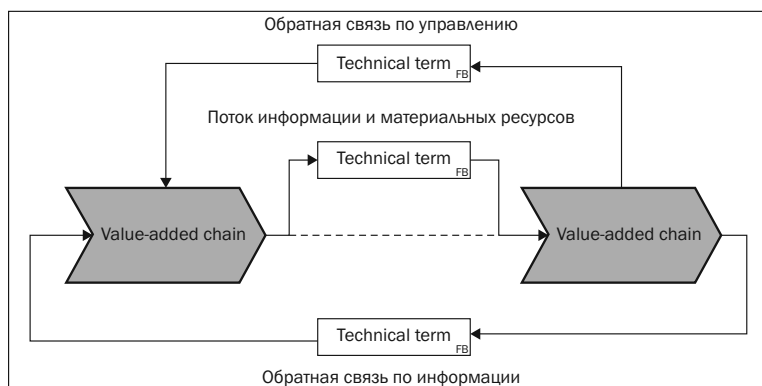 Обратная связь по управлению
Technical term
FB
Поток информации и материальных ресурсов
Technical term
FB
Value-added chain
Value-added chain
Technical term
FB
Обратная связь по информации